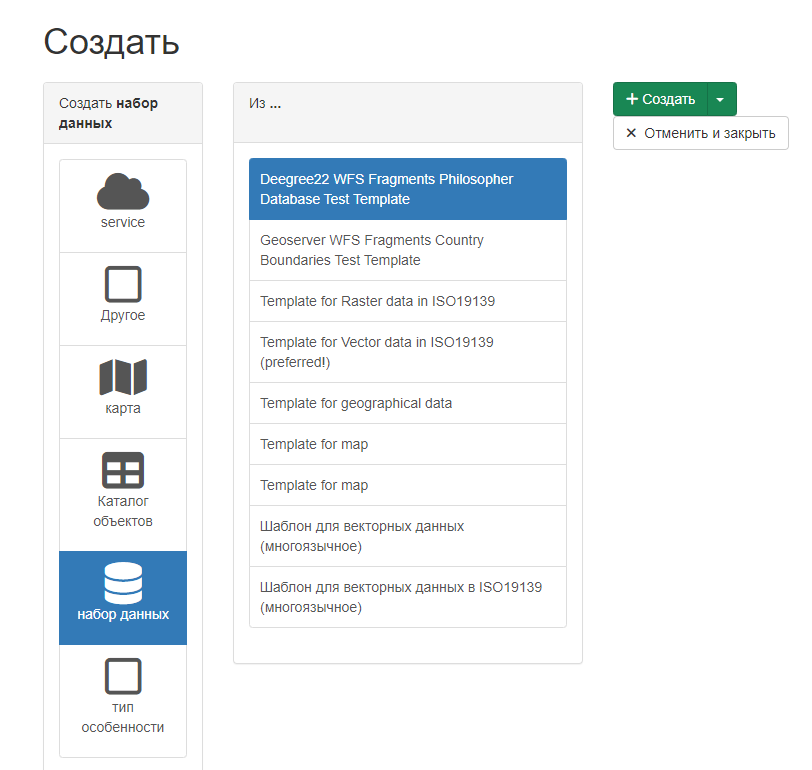 Создать
Создать набор
данных
service
Другое
карта
Каталог
объектов
набор данных
тип
особенности
Из ...
Deegree22 WFS Fragments Philosopher
Database Test Template
Geoserver WFS Fragments Country
Boundaries Test Template
Template for Raster data in ISO19139
Template for Vector data in ISO19139
(preferred!)
Template for geographical data
Template for map
Template for map
Шаблон для векторных данных
(многоязычное)
Шаблон для векторных данных в ISO19139
(многоязычное)
+ Создать
× Отменить и закрыть